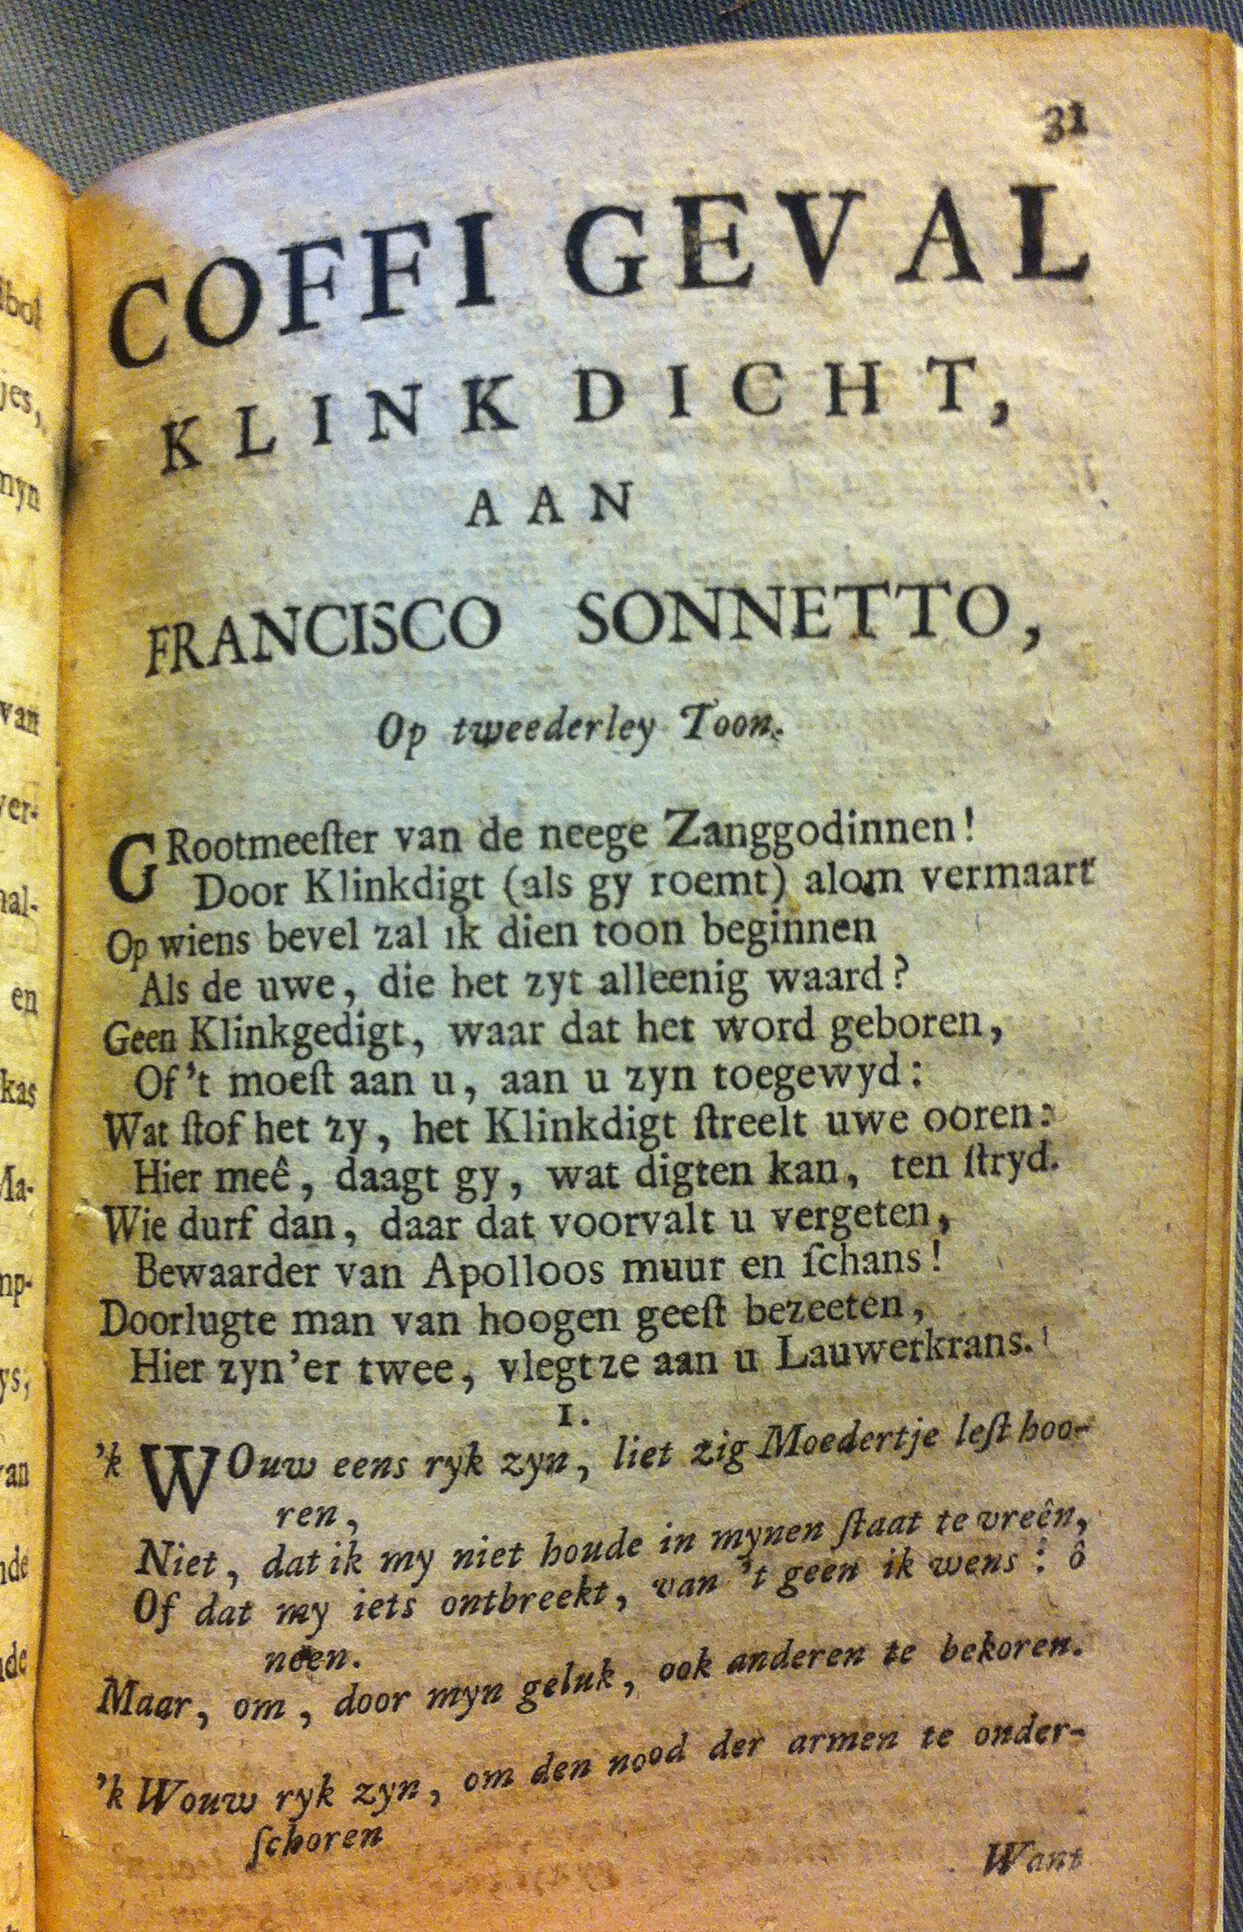 31
COFFI GEVAL
KLINKDICHT,
AAN
FRANCISCO SONNETTO,
Op tweederley Toon.
GRootmeeſter van de neege Zanggodinnen!
Door Klinkdigt (als gy roemt) alom vermaart
Op wiens bevel zal ik dien toon beginnen
Als de uwe, die het zyt alleenig waard?
Geen Klinkgedigt, waar dat het word geboren,
Of 't moeſt aan u, aan u zyn toegewyd:
Wat ſtof het zy, het Klinkdigt ſtreelt uwe ooren:
Hier meê, daagt gy, wat digten kan, ten ſtryd.
Wie durf dan, daar dat voorvalt u vergeten,
Bewaarder van Apolloos muur en ſchans!
Doorlugte man van hoogen geeſt bezeeten,
Hier zyn 'er twee, vlegt ze aan u Lauwerkrans.
I.
'k WOuw eens ryk zyn, liet zig Moedertje leſt hoo-
ren,
Niet, dat ik my niet houde in mynen ſtaat te vreên,
Of dat my iets ontbreekt, van 't geen ik wens: ô
neen.
Maar, om, door myn geluk, ook anderen te bekoren.
'k Wouw ryk zyn, om den nood der armen te onder-
ſchoren
Want